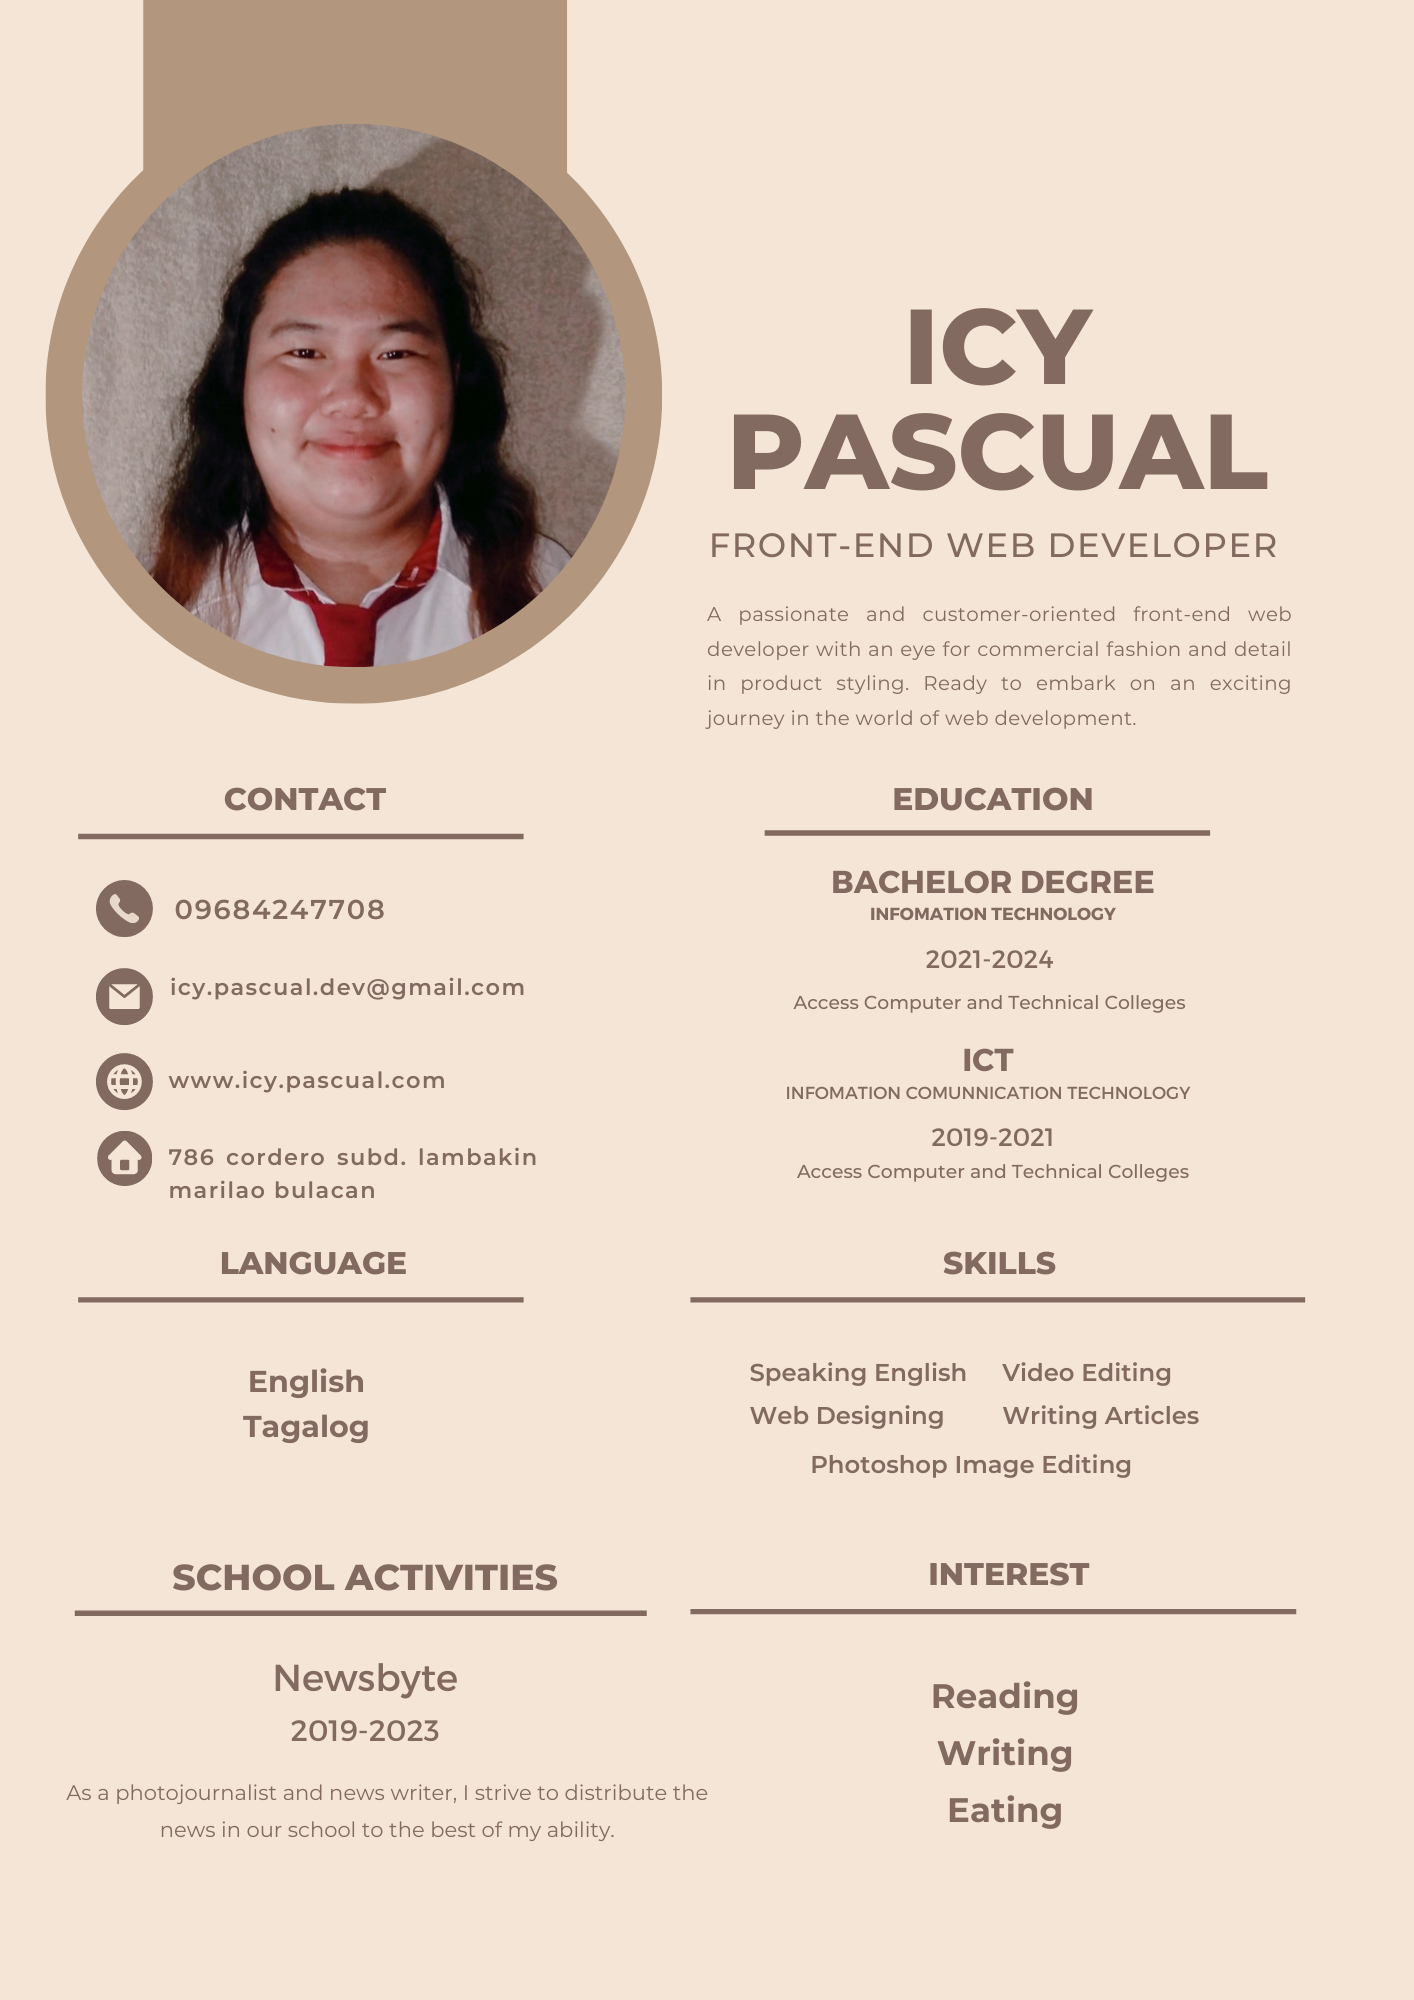 ICY
PASCUAL
FRONT-END WEB DEVELOPER
A passionate and customer-oriented front-end web
developer with an eye for commercial fashion and detail
in product styling. Ready to embark on an exciting
journey in the world of web development.
CONTACT
09684247708
icy.pascual.dev@gmail.com
www.icy.pascual.com
786 cordero subd. lambakin
marilao bulacan
EDUCATION
BACHELOR DEGREE
INFOMATION TECHNOLOGY
2021-2024
Access Computer and Technical Colleges
ICT
INFOMATION COMUNNICATION TECHNOLOGY
2019-2021
Access Computer and Technical Colleges
LANGUAGE
English
Tagalog
SKILLS
Speaking English Video Editing
Web Designing Writing Articles
Photoshop Image Editing
SCHOOL ACTIVITIES
Newsbyte
2019-2023
As a photojournalist and news writer, I strive to distribute the
news in our school to the best of my ability.
INTEREST
Reading
Writing
Eating